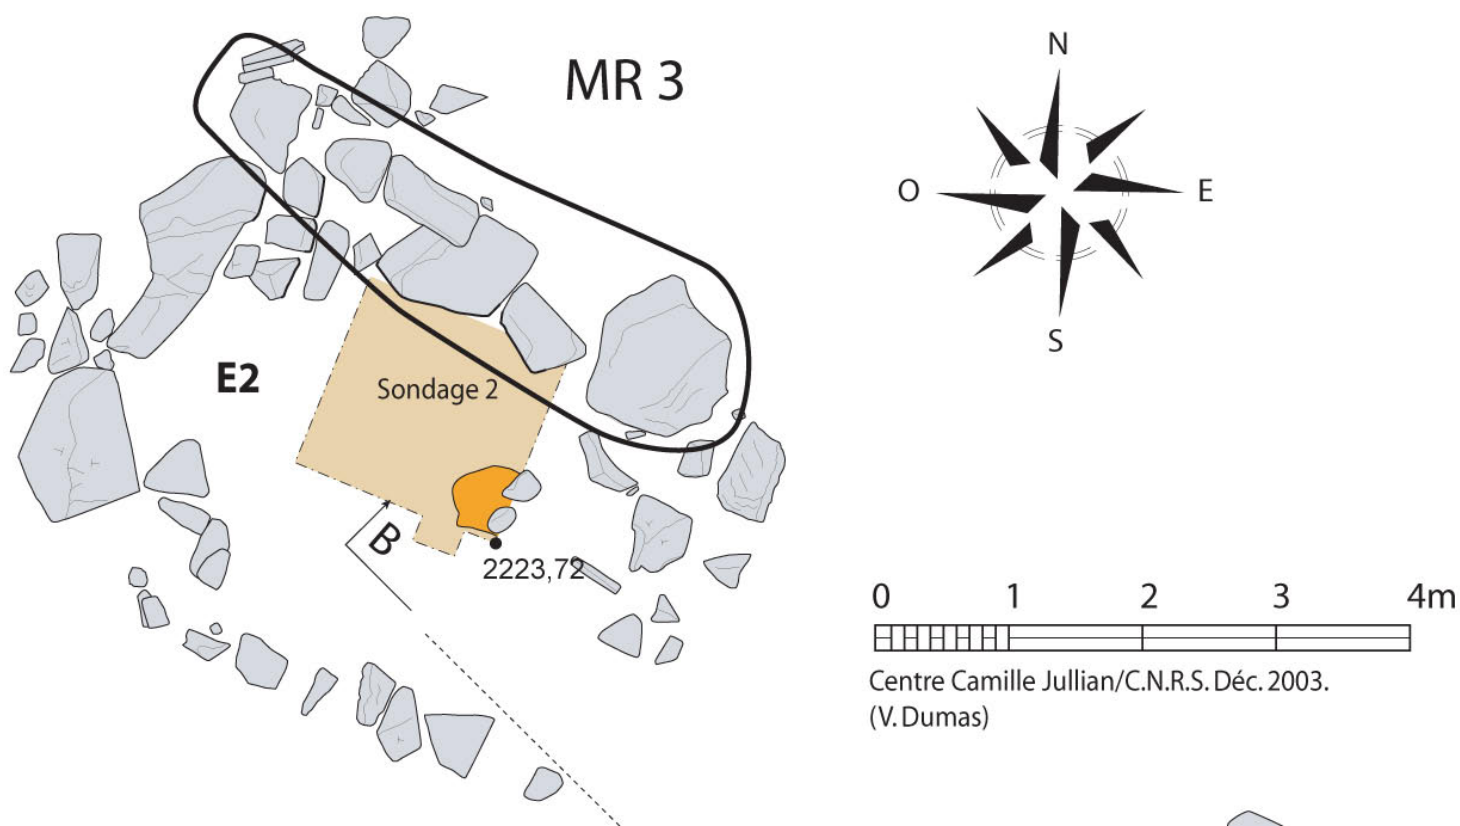 MR 3
N
O
E
S
E2
Sondage 2
B
2223,72
0 1 2 3 4m
Centre Camille Jullian/C.N.R.S. Déc. 2003.
(V. Dumas)